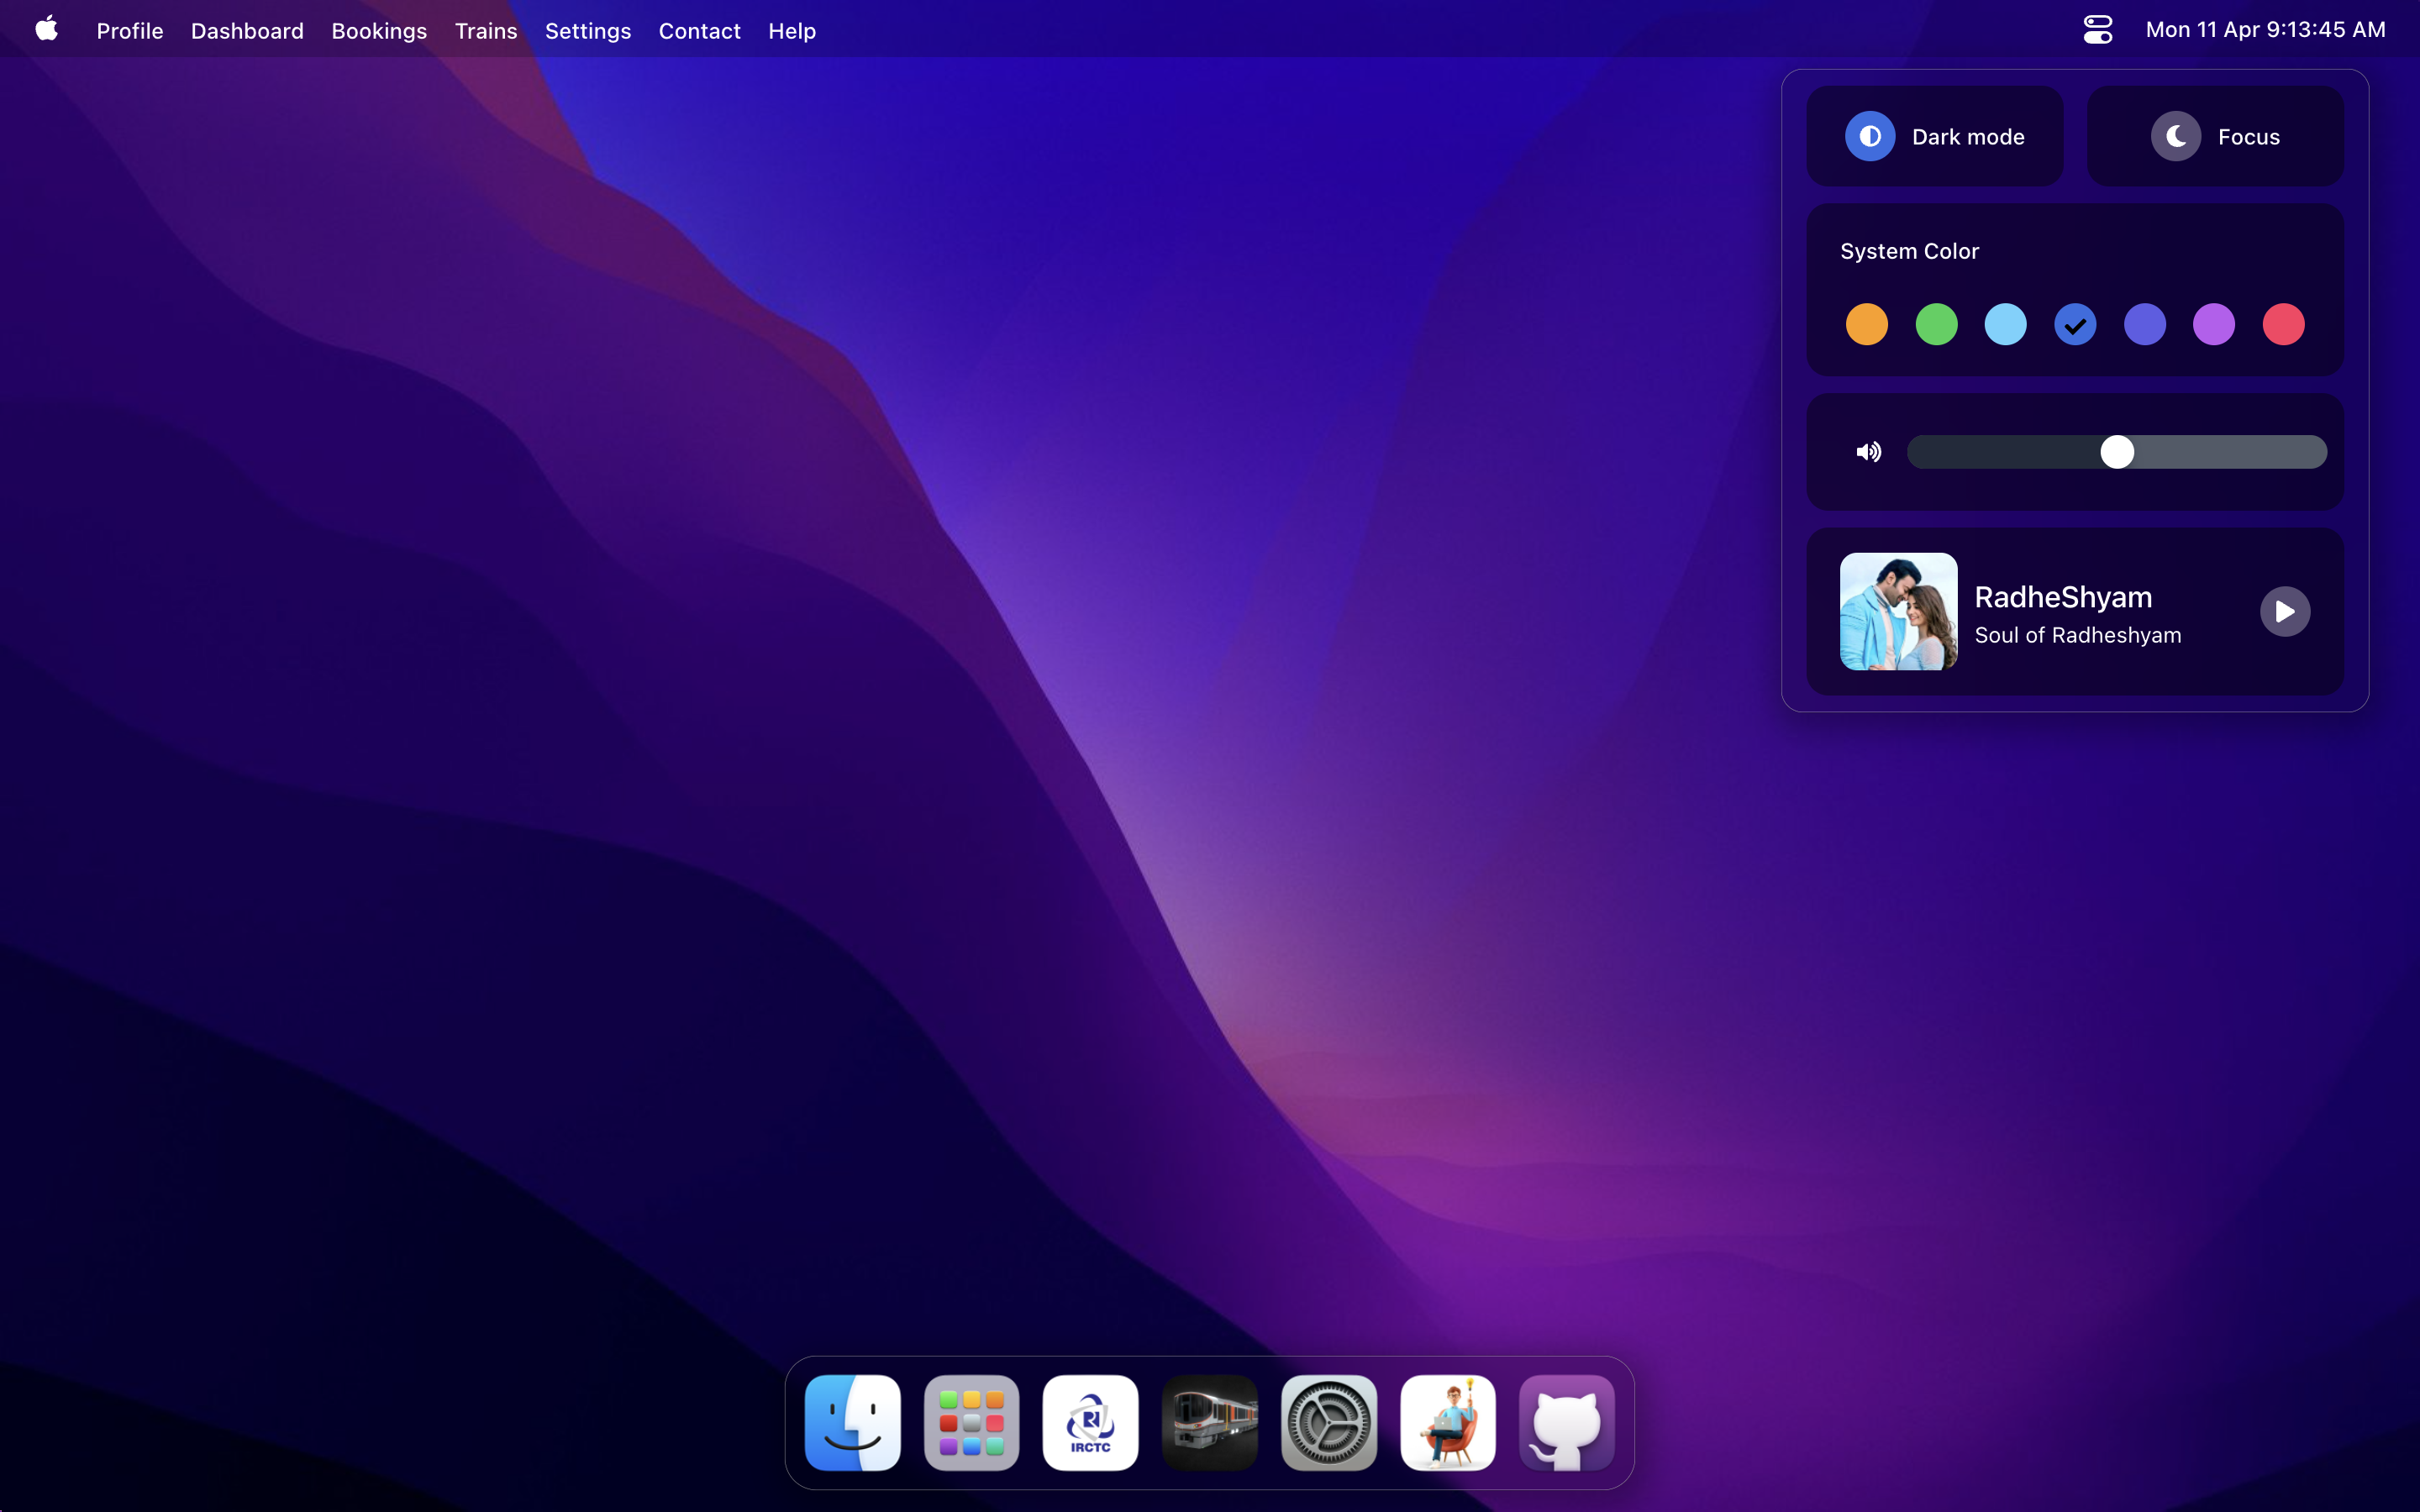 Profile Dashboard Bookings Trains Settings Contact Help Mon 11 Apr 9:13:45 AM
Dark mode Focus
System Color
RadheShyam
Soul of Radheshyam
IRCTC